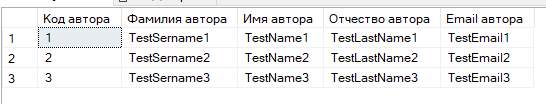 Код автора Фамилия автора Имя автора Отчество автора Email автора
1 1 TestSername1 TestName1 TestLastName1 TestEmail1
2 2 TestSername2 TestName2 TestLastName2 TestEmail2
3 3 TestSername3 TestName3 TestLastName3 TestEmail3